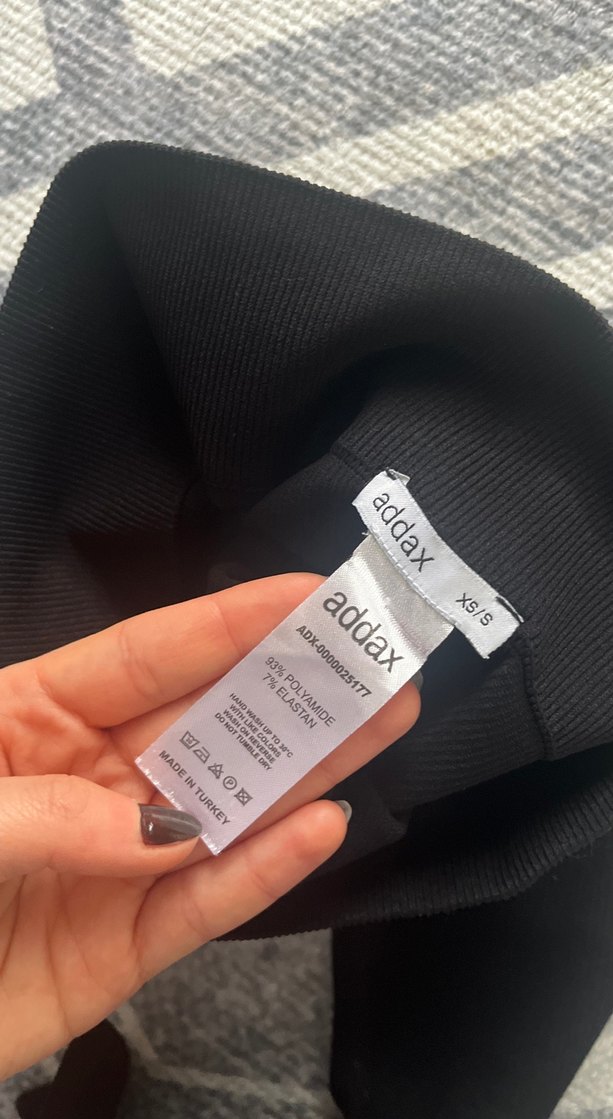 addax
XS/S
addax
ADX-0000025177
93% POLYAMIDE
7% ELASTAN
HAND WASH UP TO 30°C
WITH LIKE COLORS
WASH ON REVERSE
DO NOT TUMBLE DRY
P
MADE IN TURKEY